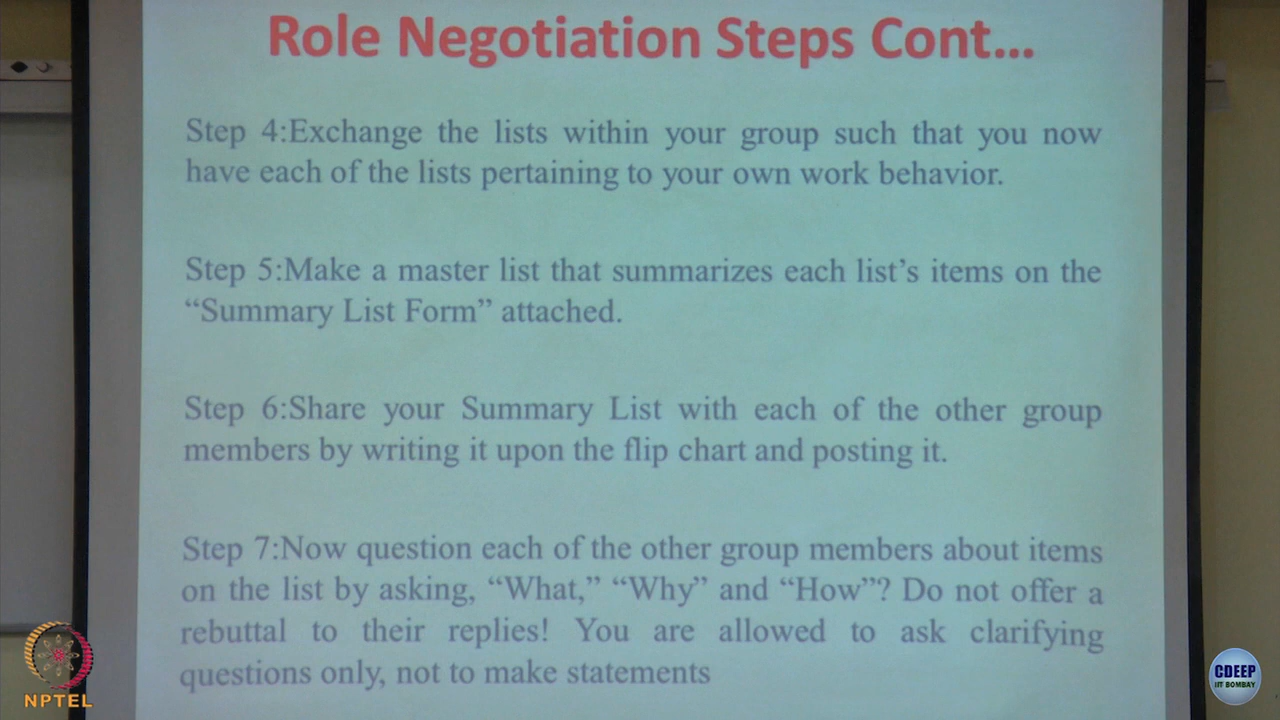 Role Negotiation Steps Cont...
Step 4:Exchange the lists within your group such that you now
have each of the lists pertaining to your own work behavior.
Step 5:Make a master list that summarizes each list's items on the
“Summary List Form” attached.
Step 6:Share your Summary List with each of the other group
members by writing it upon the flip chart and posting it.
Step 7:Now question each of the other group members about items
on the list by asking, “What,” “Why” and “How”? Do not offer a
rebuttal to their replies! You are allowed to ask clarifying
questions only, not to make statements
NPTEL
CDEEP
IIT BOMBAY